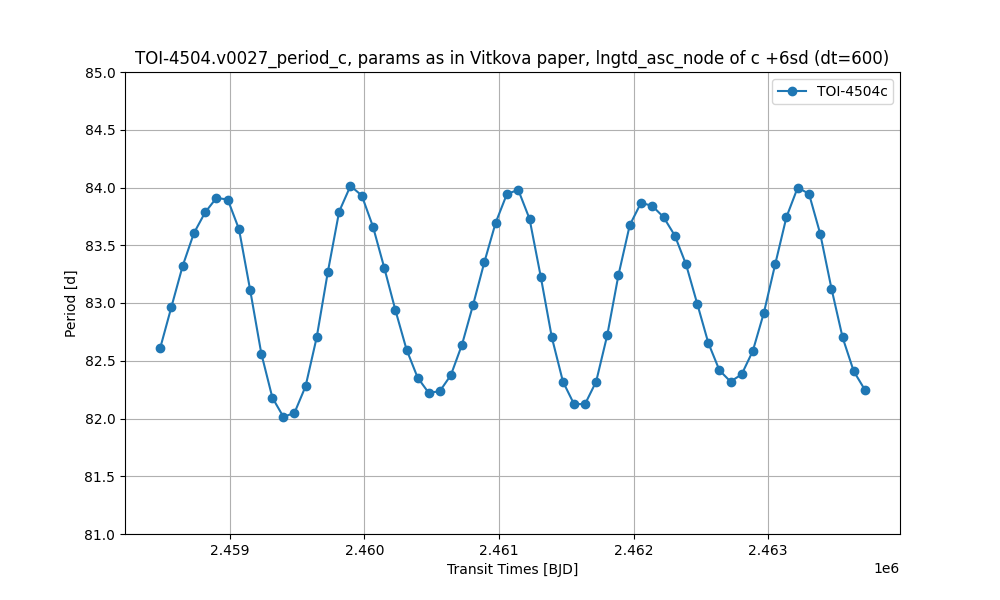 TOI-4504.v0027_period_c, params as in Vitkova paper, lngtd_asc_node of c +6sd (dt=600)
TOI-4504c
85.0
84.5
84.0
83.5
83.0
82.5
82.0
81.5
81.0
Period [d]
2.459 2.460 2.461 2.462 2.463
Transit Times [BJD]
1e6